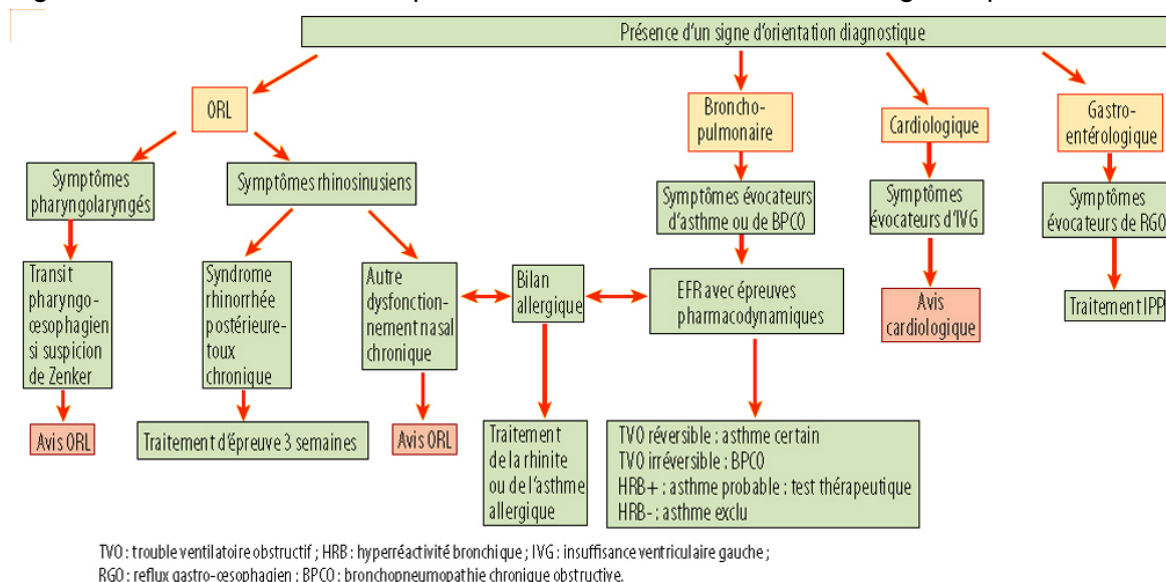 Présence d'un signe d'orientation diagnostique
ORL
Broncho-
pulmonaire
Cardiologique
Gastro-
entérologique
Symptômes
pharyngolaryngés
Symptômes rhinosinusiens
Symptômes évocateurs
d'asthme ou de BPCO
Symptômes
évocateurs d'IVG
Symptômes
évocateurs de RGO
Transit
pharyngo-
œsophagien
si suspicion
de Zenker
Syndrome
rhinorrhée
postérieure-
toux
chronique
Autre
dysfonction-
nement nasal
chronique
Bilan
allergique
EFR avec épreuves
pharmacodynamiques
Avis
cardiologique
Traitement IPP
Avis ORL
Traitement d'épreuve 3 semaines
Avis ORL
Traitement
de la rhinite
ou de l'asthme
allergique
TVO réversible : asthme certain
TVO irréversible : BPCO
HRB+ : asthme probable : test thérapeutique
HRB- : asthme exclu
TVO : trouble ventilatoire obstructif ; HRB : hyperréactivité bronchique ; IVG : insuffisance ventriculaire gauche ;
RGO : reflux gastro-œsophagien ; BPCO : bronchopneumopathie chronique obstructive.